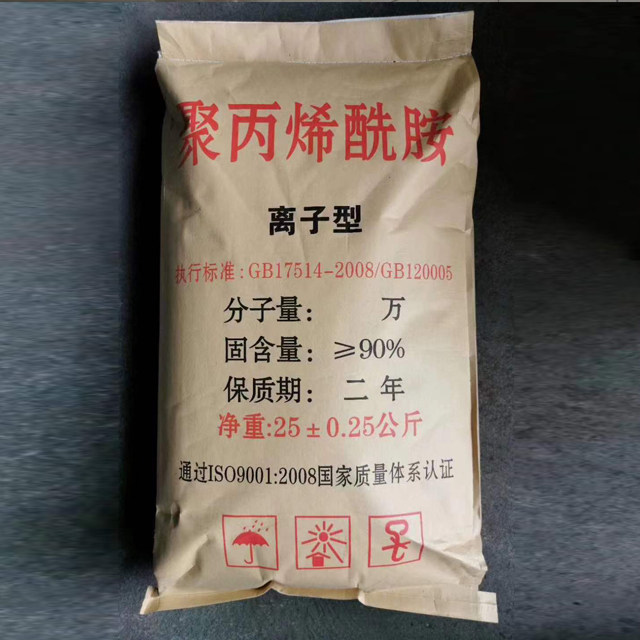 聚丙烯酰胺
离子型
执行标准:GB17514-2008/GB120005
分子量: 万
固含量: ≥90%
保质期: 二年
净重:25±0.25公斤
通过ISO9001:2008国家质量体系认证